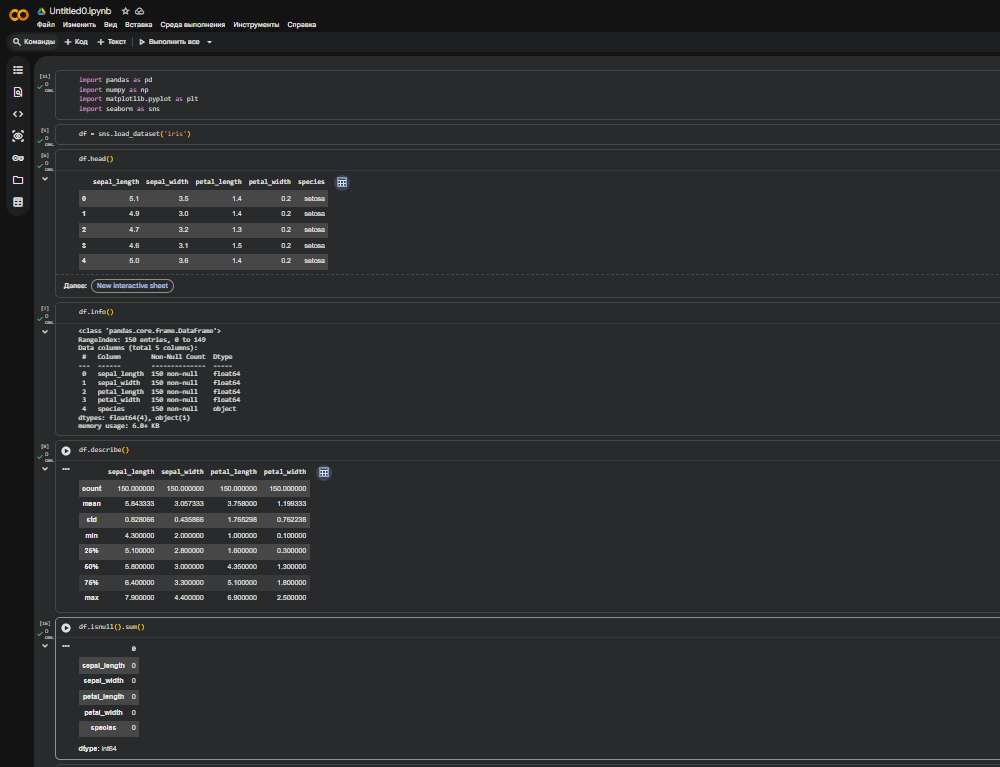 Untitled0.ipynb
Файл Изменить Вид Вставка Среда выполнения Инструменты Справка
Команды + Код + Текст Выполнить все
[11]
0
сек.
import pandas as pd
import numpy as np
import matplotlib.pyplot as plt
import seaborn as sns
0
сек.
df = sns.load_dataset('iris')
0
сек.
df.head()
sepal_length sepal_width petal_length petal_width species
0 5.1 3.5 1.4 0.2 setosa
1 4.9 3.0 1.4 0.2 setosa
2 4.7 3.2 1.3 0.2 setosa
3 4.6 3.1 1.5 0.2 setosa
4 5.0 3.6 1.4 0.2 setosa
Далее: New interactive sheet
[7]
0
сек.
df.info()
<class 'pandas.core.frame.DataFrame'>
RangeIndex: 150 entries, 0 to 149
Data columns (total 5 columns):
# Column Non-Null Count Dtype
--- ------ -------------- -----
0 sepal_length 150 non-null float64
1 sepal_width 150 non-null float64
2 petal_length 150 non-null float64
3 petal_width 150 non-null float64
4 species 150 non-null object
dtypes: float64(4), object(1)
memory usage: 6.0+ KB
0
сек.
df.describe()
sepal_length sepal_width petal_length petal_width
count 150.000000 150.000000 150.000000 150.000000
mean 5.843333 3.057333 3.758000 1.199333
std 0.828066 0.435866 1.765298 0.762238
min 4.300000 2.000000 1.000000 0.100000
25% 5.100000 2.800000 1.600000 0.300000
50% 5.800000 3.000000 4.350000 1.300000
75% 6.400000 3.300000 5.100000 1.800000
max 7.900000 4.400000 6.900000 2.500000
0
сек.
df.isnull().sum()
0
sepal_length 0
sepal_width 0
petal_length 0
petal_width 0
species 0
dtype: int64